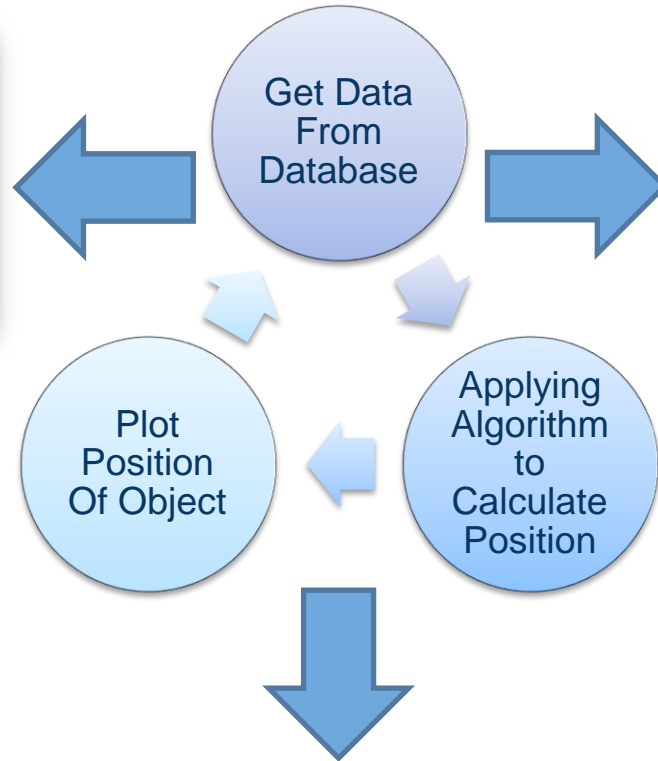 Get Data
From
Database
Applying
Algorithm
to
Calculate
Position
Plot
Position
Of Object